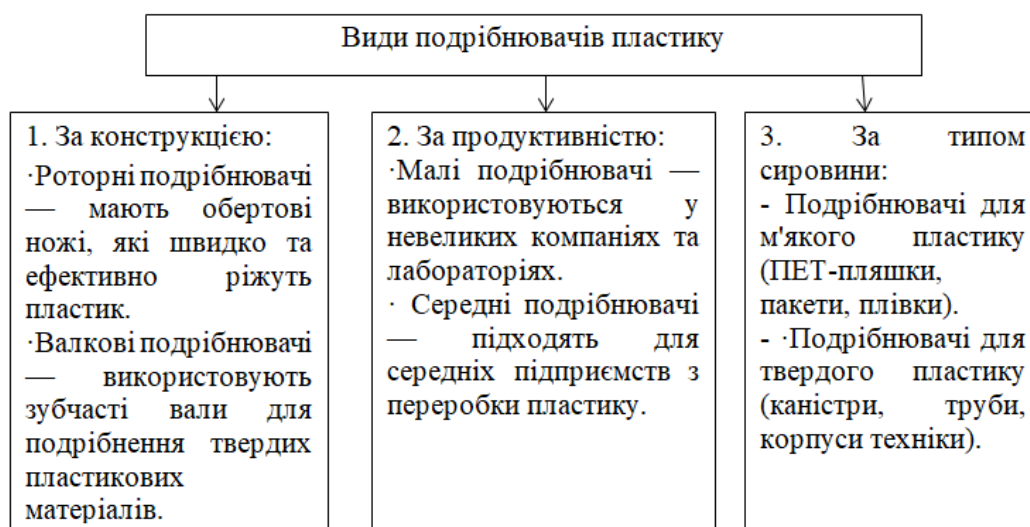 Види подрібнювачів пластику
1. За конструкцією:
·Роторні подрібнювачі
— мають обертові
ножі, які швидко та
ефективно ріжуть
пластик.
·Валкові подрібнювачі
— використовують
зубчасті вали для
подрібнення твердих
пластикових
матеріалів.
2. За продуктивністю:
·Малі подрібнювачі —
використовуються у
невеликих компаніях та
лабораторіях.
· Середні подрібнювачі
— підходять для
середніх підприємств з
переробки пластику.
3. За типом
сировини:
- Подрібнювачі для
м'якого пластику
(ПЕТ-пляшки,
пакети, плівки).
- ·Подрібнювачі для
твердого пластику
(каністри, труби,
корпуси техніки).